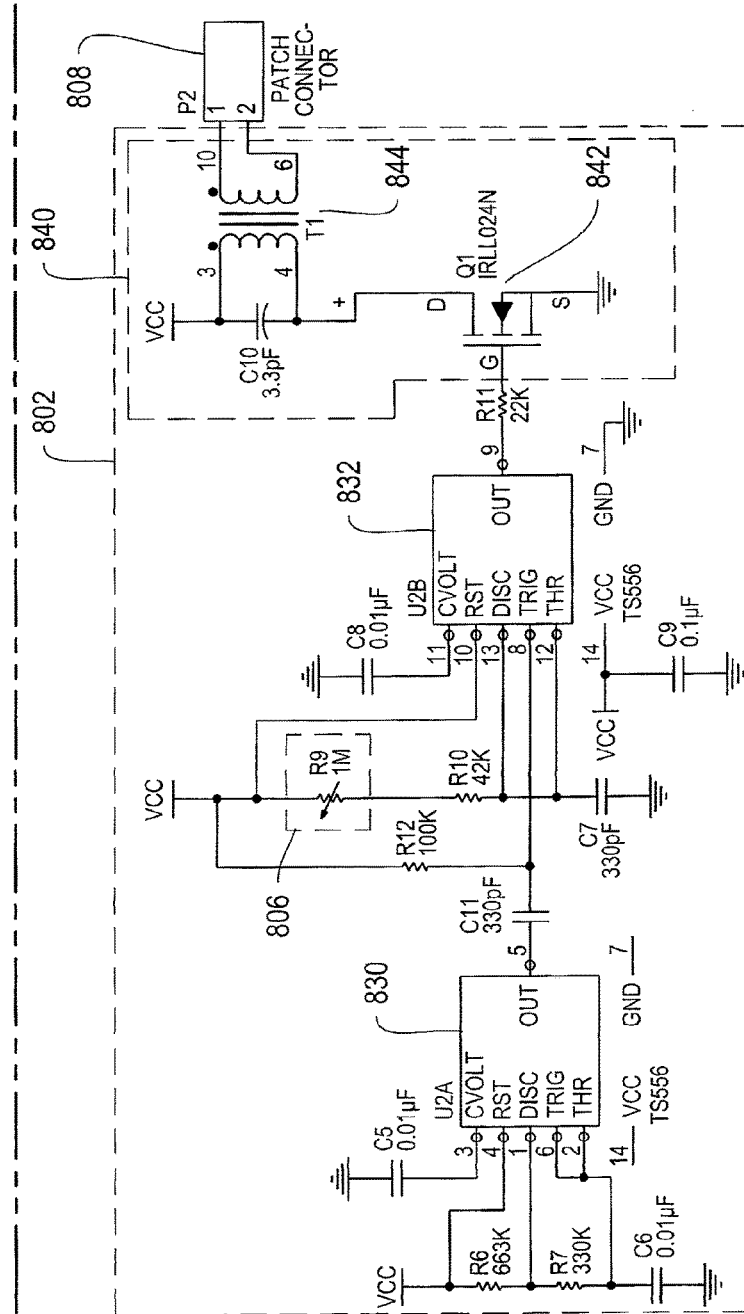 802
840
808
P2
1
2
PATCH
CONNEC-
TOR
VCC
3
10
4
6
T1
844
C10
3.3pF
+
D
Q1
IRLL024N
G
S
842
R11
22K
806
VCC
R9
1M
R12
100K
R10
42K
C7
330pF
C8
0.01µF
U2B
832
11
CVOLT
10
RST
13
DISC
8
TRIG
12
THR
OUT
9
GND
7
14
VCC
TS556
VCC
C9
0.1µF
C11
330pF
VCC
R6
663K
R7
330K
C6
0.01µF
C5
0.01µF
U2A
830
3
CVOLT
4
RST
1
DISC
6
TRIG
2
THR
OUT
5
GND
7
14
VCC
TS556